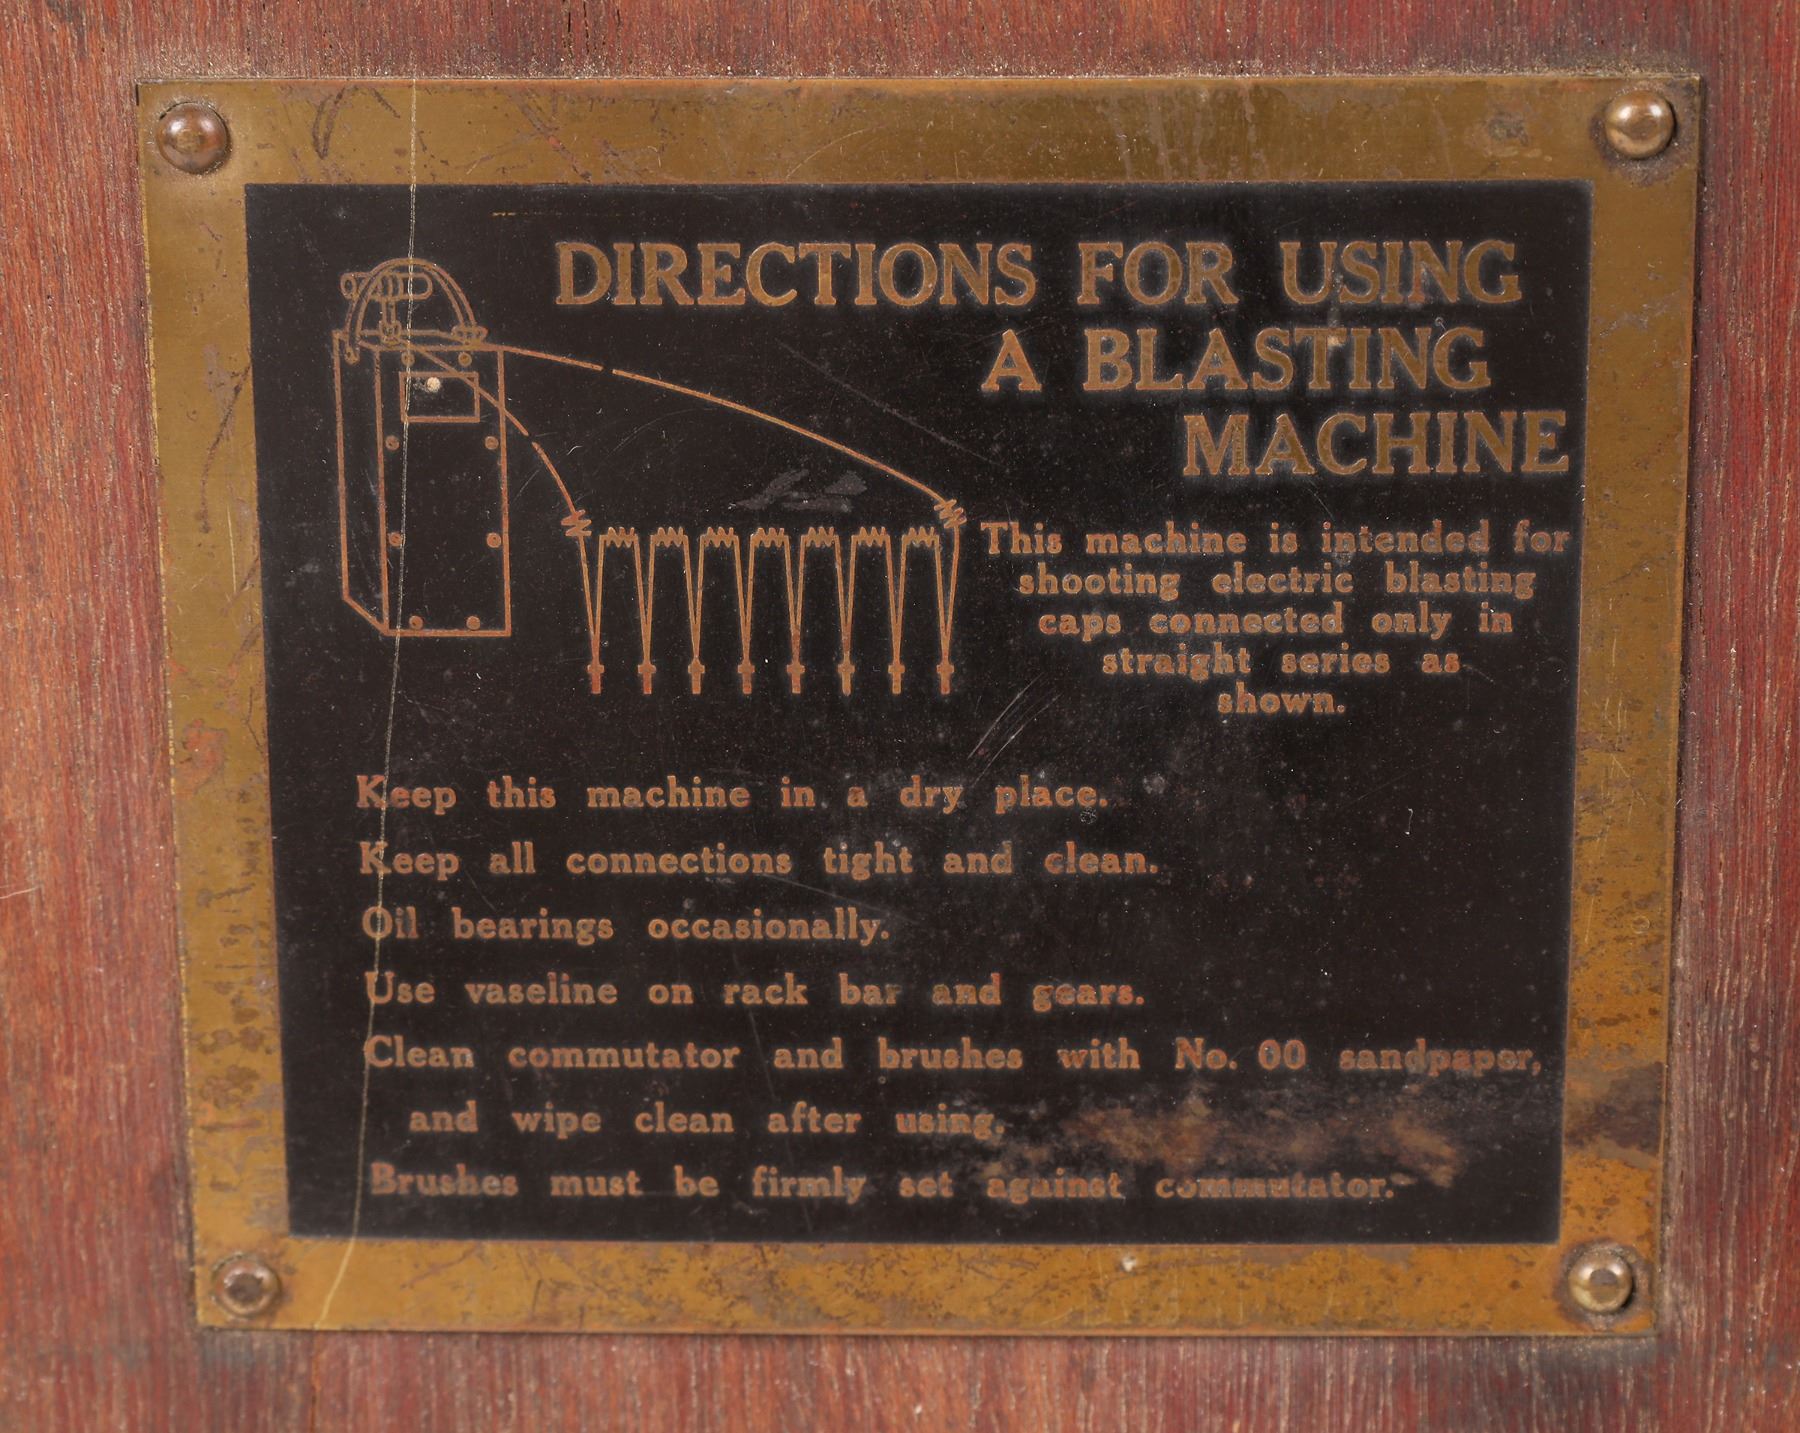 DIRECTIONS FOR USING
A BLASTING
MACHINE
This machine is intended for
shooting electric blasting
caps connected only in
straight series as
shown.
Keep this machine in a dry place.
Keep all connections tight and clean.
Oil bearings occasionally.
Use vaseline on rack bar and gears.
Clean commutator and brushes with No. 00 sandpaper,
and wipe clean after using.
Brushes must be firmly set against commutator.